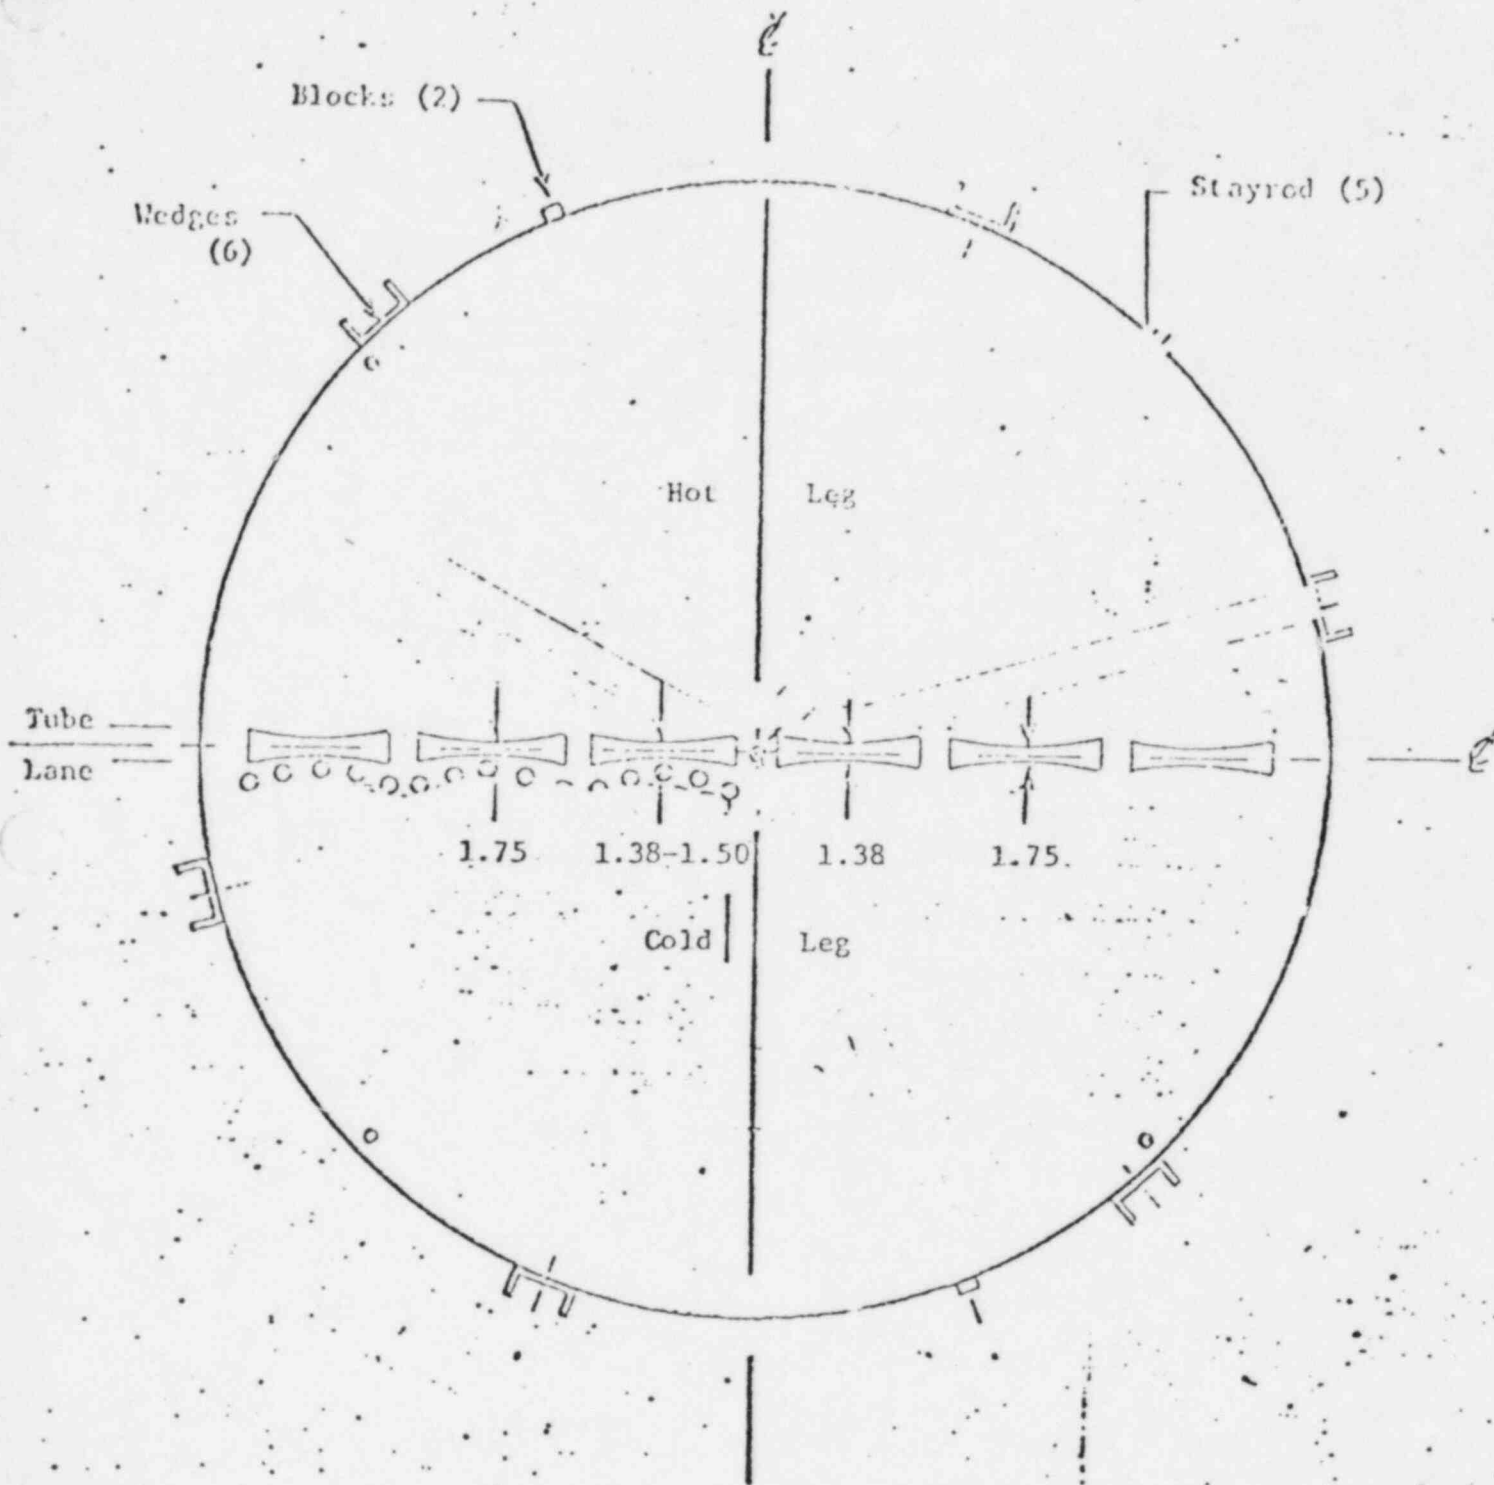 ℄
Blocks (2)
Wedges
(6)
Stayrod (5)
Hot Leg
Tube
Lane
℄
1.75 1.38-1.50 1.38 1.75
Cold Leg